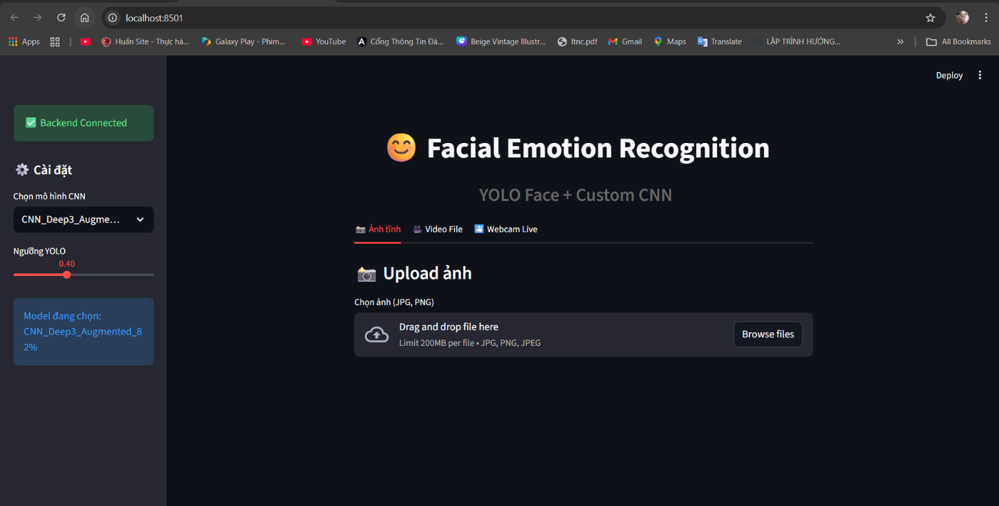 localhost:8501
Apps
Huấn Site - Thực hà...
Galaxy Play - Phim...
YouTube
Cổng Thông Tin Đà...
Beige Vintage Illustr...
ltnc.pdf
Gmail
Maps
Translate
LẬP TRÌNH HƯỚNG...
»
All Bookmarks
Deploy
✅ Backend Connected
⚙️ Cài đặt
Chọn mô hình CNN
CNN_Deep3_Augme...
Ngưỡng YOLO
0.40
Model đang chọn:
CNN_Deep3_Augmented_8
2%
😊 Facial Emotion Recognition
YOLO Face + Custom CNN
📸 Ảnh tĩnh
🎥 Video File
🎦 Webcam Live
📸 Upload ảnh
Chọn ảnh (JPG, PNG)
Drag and drop file here
Limit 200MB per file • JPG, PNG, JPEG
Browse files